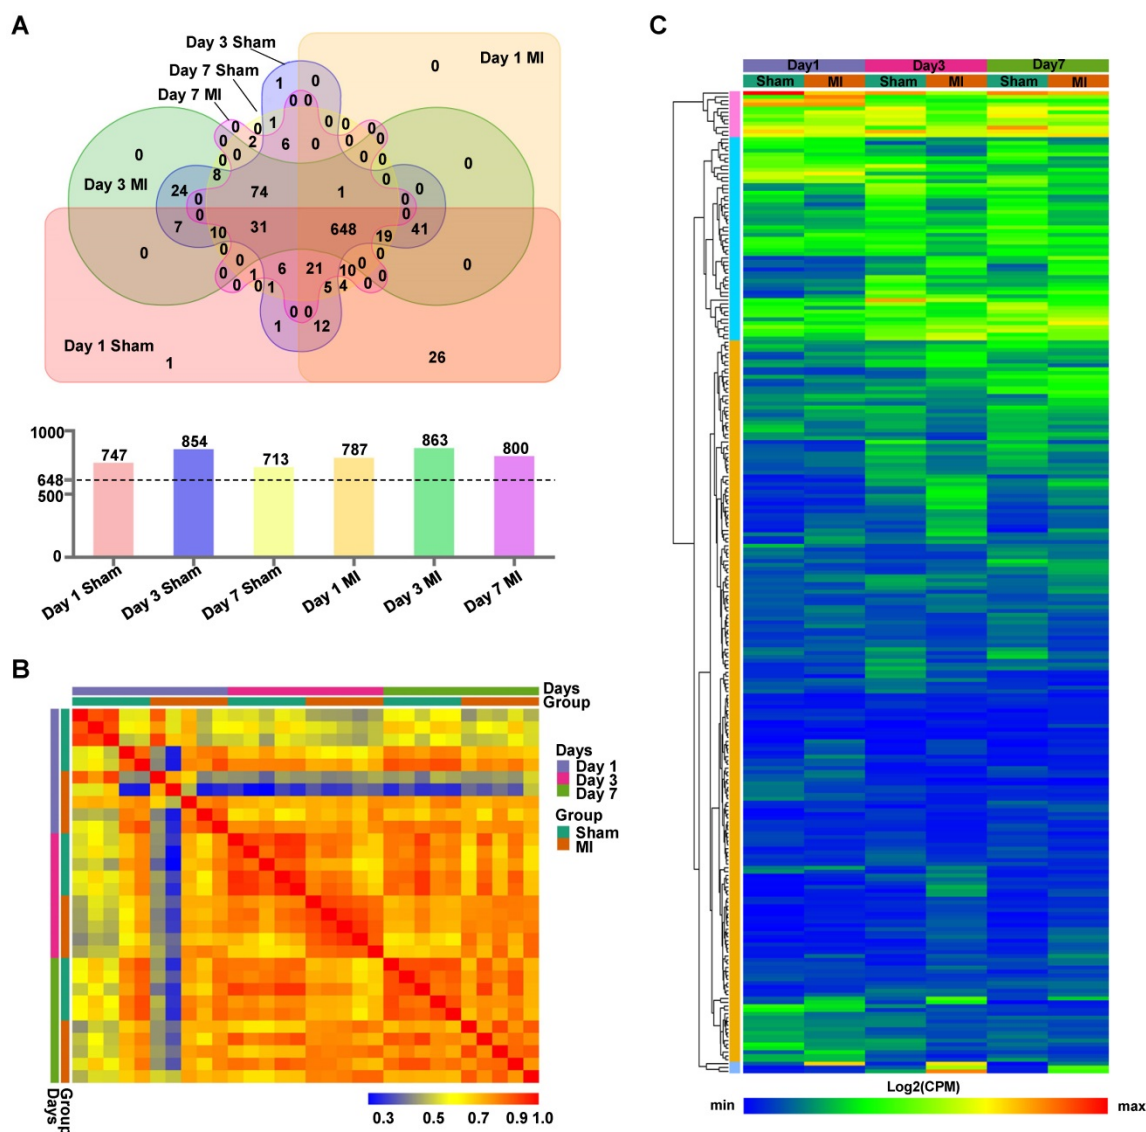 A
Day 3 Sham
Day 7 Sham
Day 7 MI
Day 1 MI
Day 3 MI
Day 1 Sham
0
1 0
0 0
0 0 1 0 0 0
0 2 6 0 0
0 0 0
0 8 0 0
24 0 74 1 0 0
0 0
7 10 31 648 19 41
0 0 0 0
0 0 6 21 10 0 0
0 1 0 1 5 4 0
0 0
1 12
1 26
1000
648
500
0
747 854 713 787 863 800
Day 1 Sham
Day 3 Sham
Day 7 Sham
Day 1 MI
Day 3 MI
Day 7 MI
B
Days
Group
Days
Day 1
Day 3
Day 7
Group
Sham
MI
Group
Days
0.3 0.5 0.7 0.9 1.0
C
Day1 Day3 Day7
Sham MI Sham MI Sham MI
Log2(CPM)
min max